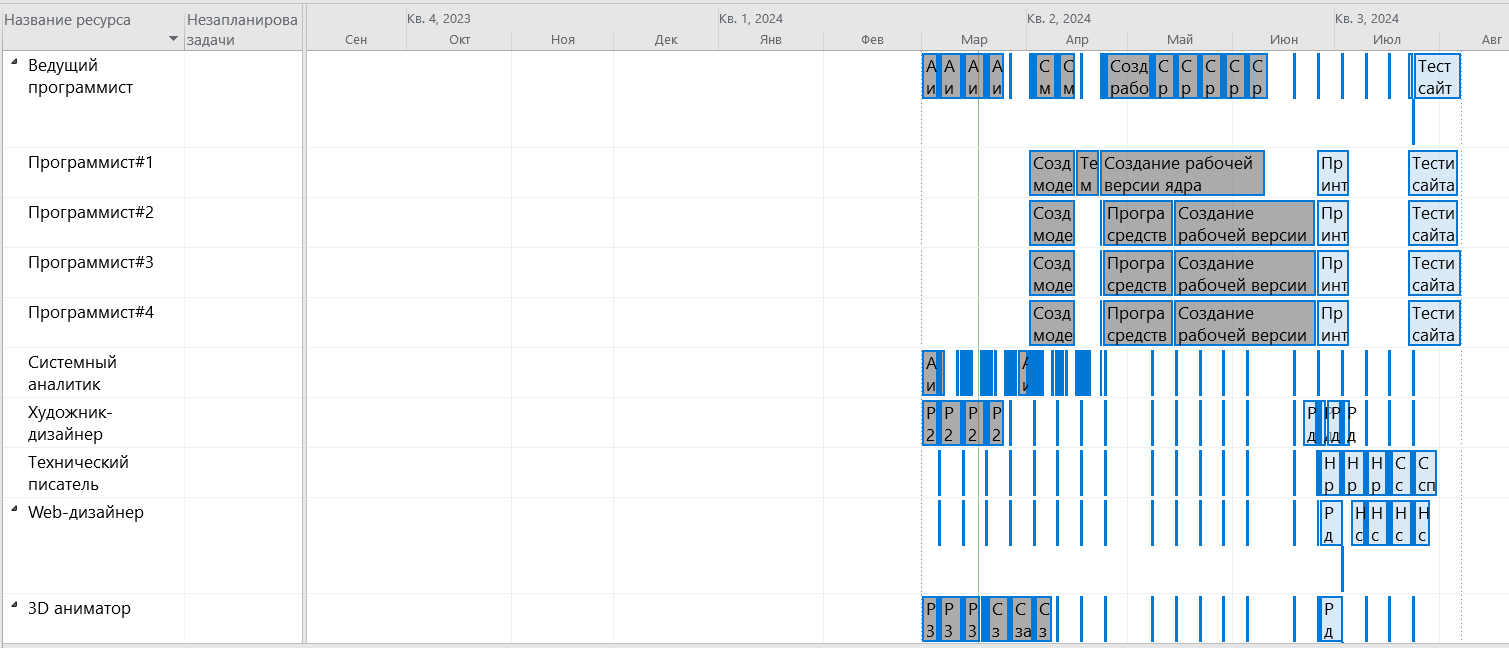 Название ресурса
Незапланирова
задачи
Кв. 4, 2023
Кв. 1, 2024
Кв. 2, 2024
Кв. 3, 2024
Сен
Окт
Ноя
Дек
Янв
Фев
Мар
Апр
Май
Июн
Июл
Авг
Ведущий
программист
А А А А
и и и и
С С
м м
Созд С С С С С
рабо р р р р р
Тест
сайт
Программист#1
Созд
моде
Те
м
Создание рабочей
версии ядра
Пр
инт
Тести
сайта
Программист#2
Созд
моде
Програ
средств
Создание
рабочей версии
Пр
инт
Тести
сайта
Программист#3
Созд
моде
Програ
средств
Создание
рабочей версии
Пр
инт
Тести
сайта
Программист#4
Созд
моде
Програ
средств
Создание
рабочей версии
Пр
инт
Тести
сайта
Системный
аналитик
А
и
Художник-
дизайнер
Р Р Р Р
2 2 2 2
Р Р Р
д д д
Технический
писатель
Н Н Н С С
р р р с сп
Web-дизайнер
Р
д
Н Н Н Н
с с с с
3D аниматор
Р Р Р С С С
3 3 3 з за з
Р
д